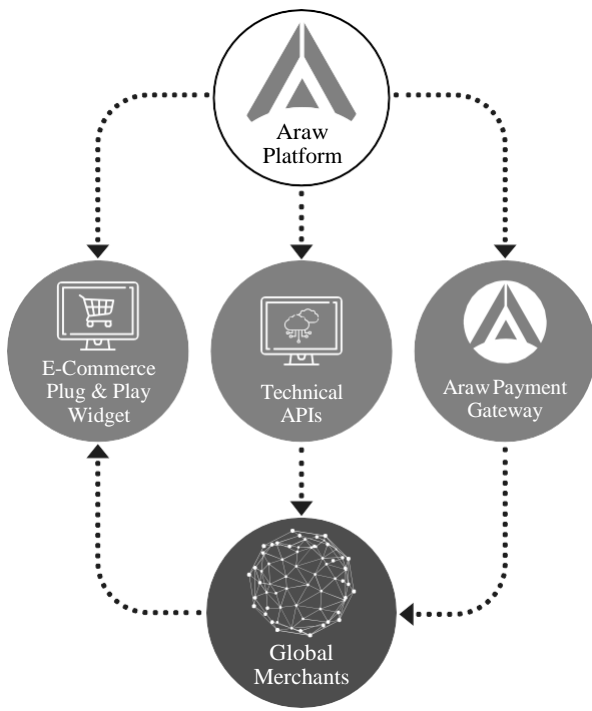 Araw
Platform
E-Commerce
Plug & Play
Widget
Technical
APIs
Araw Payment
Gateway
Global
Merchants